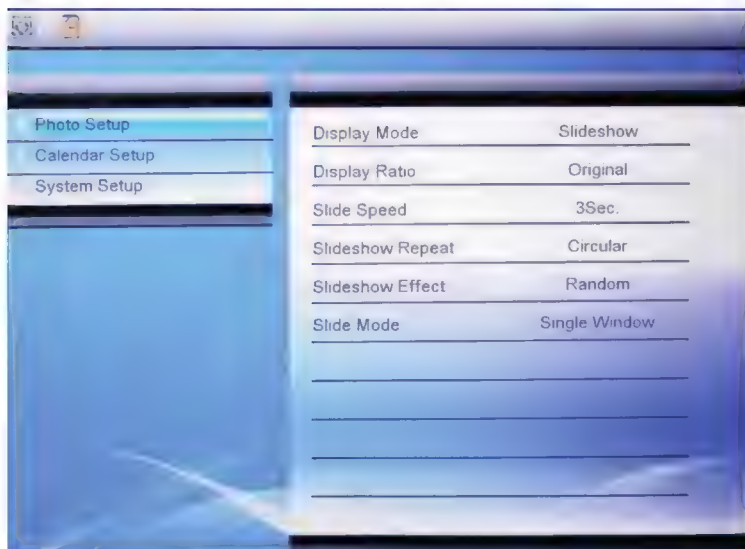 Photo Setup
Calendar Setup
System Setup
Display Mode Slideshow
Display Ratio Original
Slide Speed 3Sec.
Slideshow Repeat Circular
Slideshow Effect Random
Slide Mode Single Window